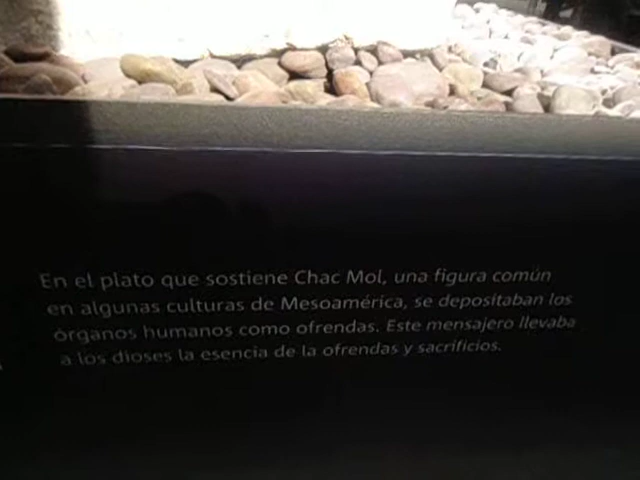 En el plato que sostiene Chac Mol, una figura común
en algunas culturas de Mesoamérica, se depositaban los
órganos humanos como ofrendas. Este mensajero llevaba
a los dioses la esencia de la ofrendas y sacrificios.